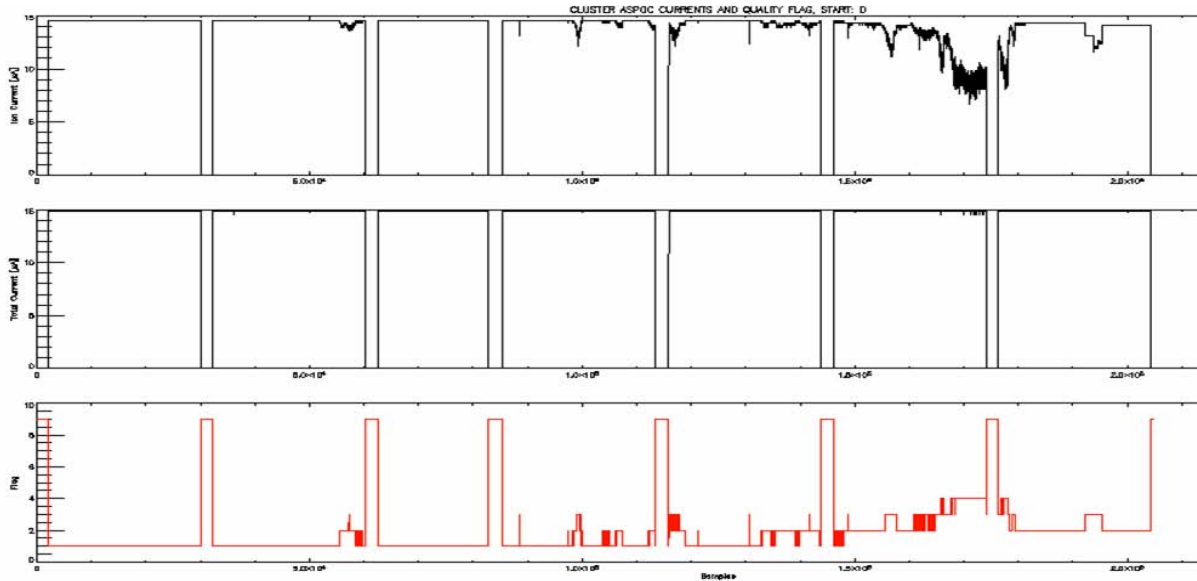 CLUSTER ASPOC CURRENTS AND QUALITY FLAG, START: D
Ion Current [µA]
15
10
5
0
0 5.0×10⁴ 1.0×10⁵ 1.5×10⁵ 2.0×10⁵
Total Current [µA]
15
10
5
0
0 5.0×10⁴ 1.0×10⁵ 1.5×10⁵ 2.0×10⁵
Flag
10
8
6
4
2
0
0 5.0×10⁴ 1.0×10⁵ 1.5×10⁵ 2.0×10⁵
Samples